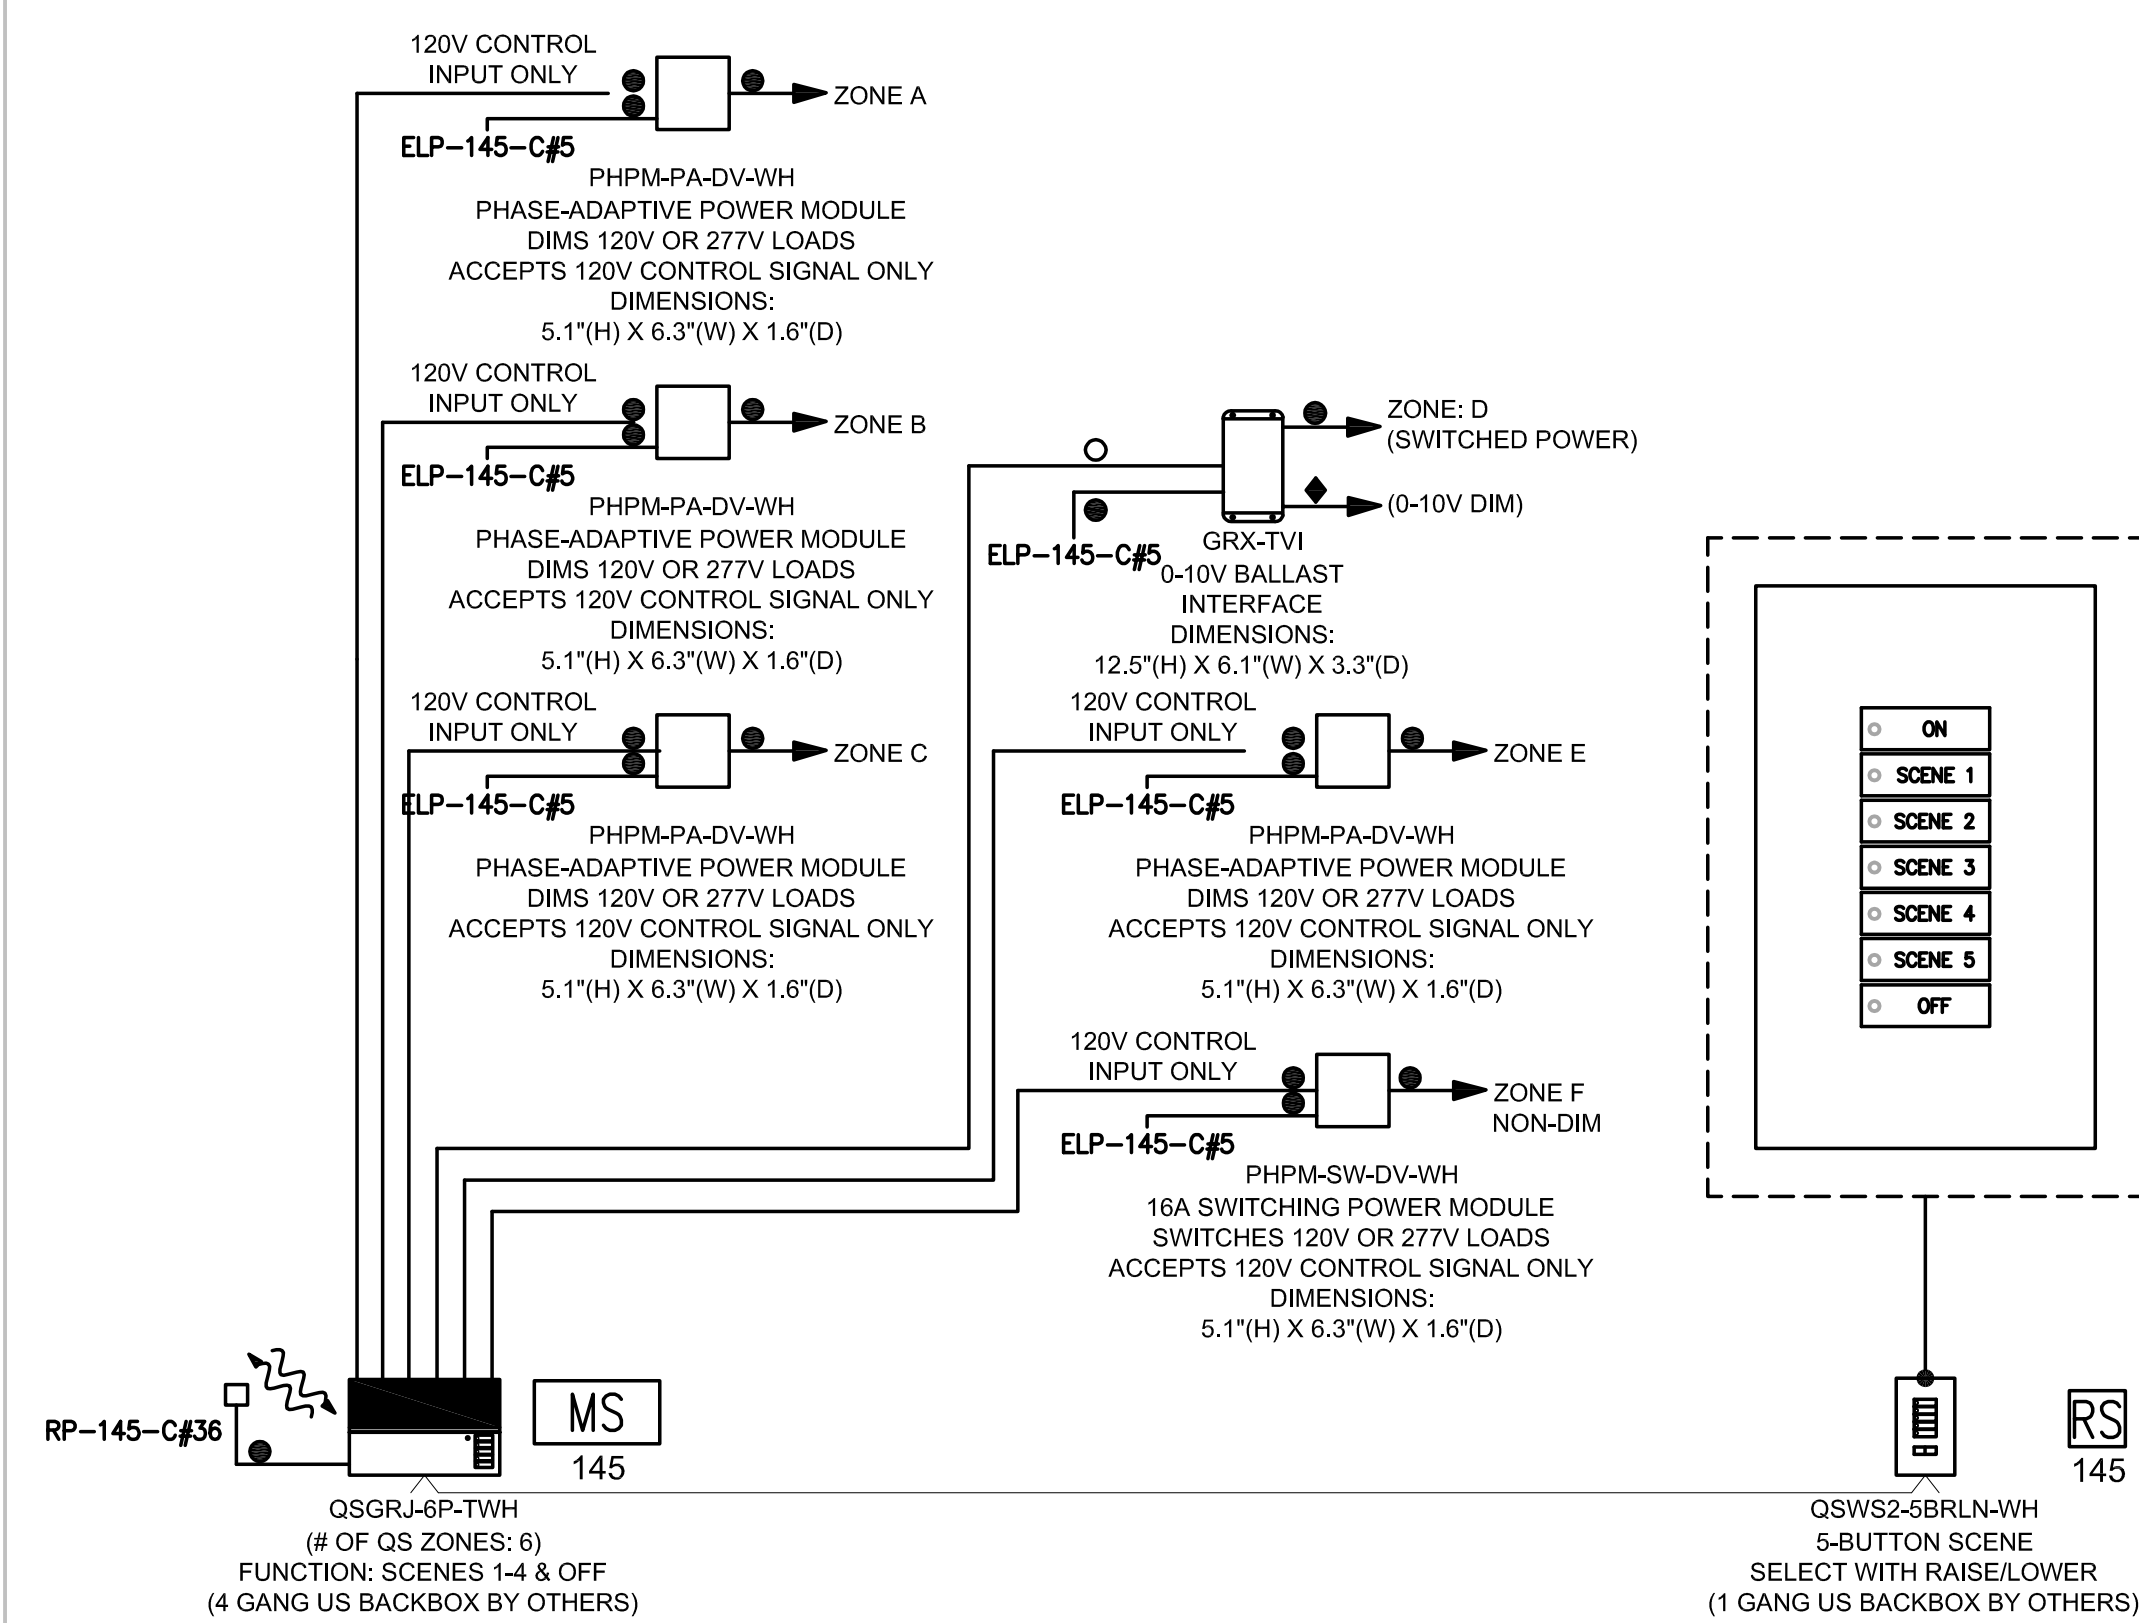 120V CONTROL
INPUT ONLY
ZONE A
ELP-145-C#5
PHPM-PA-DV-WH
PHASE-ADAPTIVE POWER MODULE
DIMS 120V OR 277V LOADS
ACCEPTS 120V CONTROL SIGNAL ONLY
DIMENSIONS:
5.1"(H) X 6.3"(W) X 1.6"(D)
120V CONTROL
INPUT ONLY
ZONE B
ELP-145-C#5
PHPM-PA-DV-WH
PHASE-ADAPTIVE POWER MODULE
DIMS 120V OR 277V LOADS
ACCEPTS 120V CONTROL SIGNAL ONLY
DIMENSIONS:
5.1"(H) X 6.3"(W) X 1.6"(D)
120V CONTROL
INPUT ONLY
ZONE C
ELP-145-C#5
PHPM-PA-DV-WH
PHASE-ADAPTIVE POWER MODULE
DIMS 120V OR 277V LOADS
ACCEPTS 120V CONTROL SIGNAL ONLY
DIMENSIONS:
5.1"(H) X 6.3"(W) X 1.6"(D)
ZONE: D
(SWITCHED POWER)
(0-10V DIM)
ELP-145-C#5
GRX-TVI
0-10V BALLAST
INTERFACE
DIMENSIONS:
12.5"(H) X 6.1"(W) X 3.3"(D)
120V CONTROL
INPUT ONLY
ZONE E
ELP-145-C#5
PHPM-PA-DV-WH
PHASE-ADAPTIVE POWER MODULE
DIMS 120V OR 277V LOADS
ACCEPTS 120V CONTROL SIGNAL ONLY
DIMENSIONS:
5.1"(H) X 6.3"(W) X 1.6"(D)
120V CONTROL
INPUT ONLY
ZONE F
NON-DIM
ELP-145-C#5
PHPM-SW-DV-WH
16A SWITCHING POWER MODULE
SWITCHES 120V OR 277V LOADS
ACCEPTS 120V CONTROL SIGNAL ONLY
DIMENSIONS:
5.1"(H) X 6.3"(W) X 1.6"(D)
ON
SCENE 1
SCENE 2
SCENE 3
SCENE 4
SCENE 5
OFF
RP-145-C#36
MS
145
QSGRJ-6P-TWH
(# OF QS ZONES: 6)
FUNCTION: SCENES 1-4 & OFF
(4 GANG US BACKBOX BY OTHERS)
RS
145
QSWS2-5BRLN-WH
5-BUTTON SCENE
SELECT WITH RAISE/LOWER
(1 GANG US BACKBOX BY OTHERS)